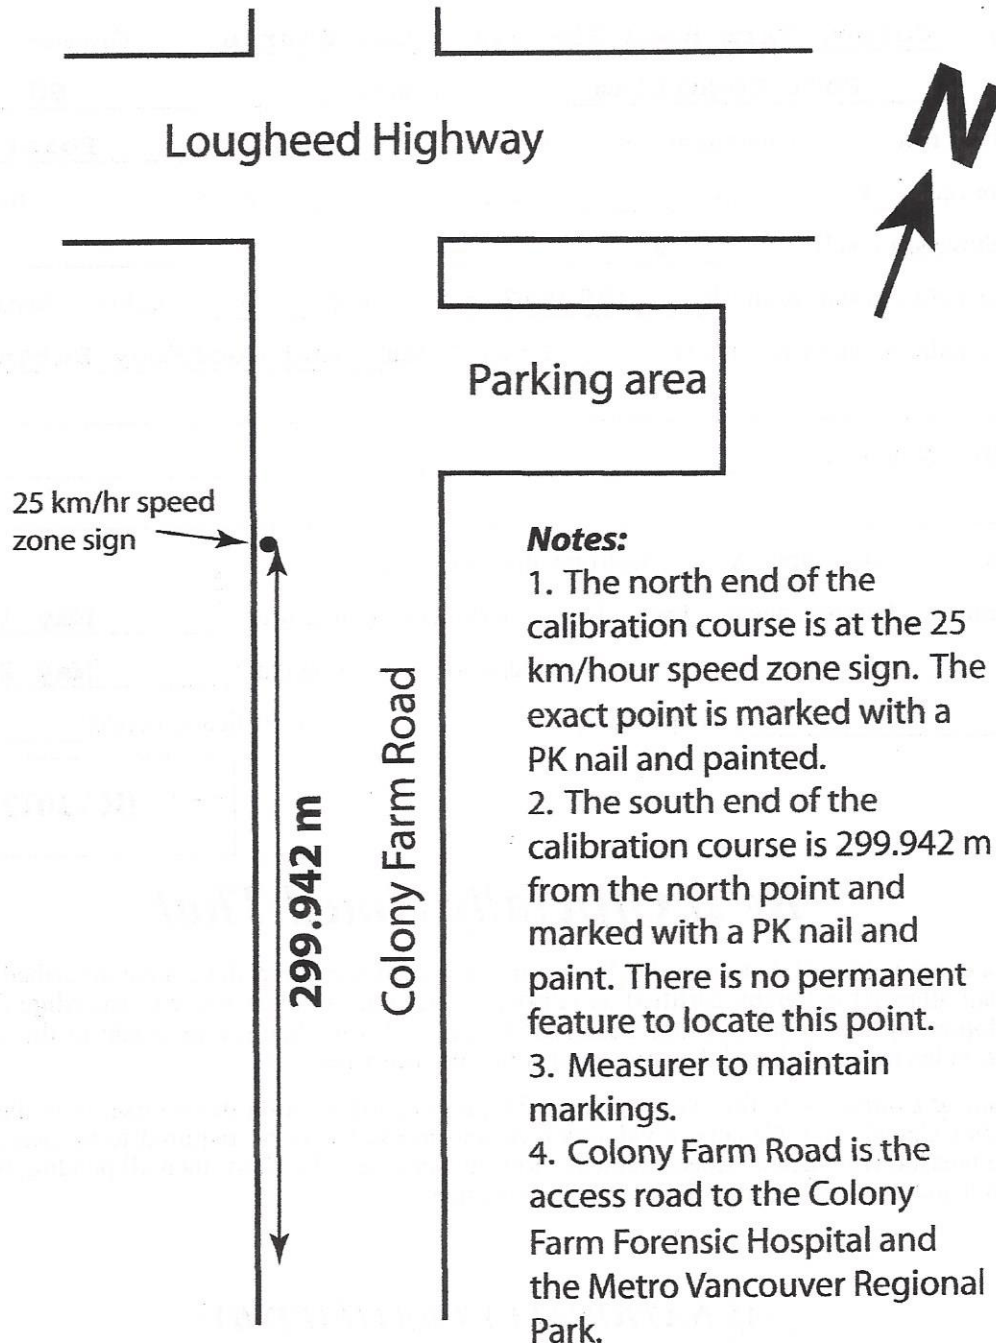 Lougheed Highway
N
Parking area
25 km/hr speed
zone sign
299.942 m
Colony Farm Road
Notes:
1. The north end of the
calibration course is at the 25
km/hour speed zone sign. The
exact point is marked with a
PK nail and painted.
2. The south end of the
calibration course is 299.942 m
from the north point and
marked with a PK nail and
paint. There is no permanent
feature to locate this point.
3. Measurer to maintain
markings.
4. Colony Farm Road is the
access road to the Colony
Farm Forensic Hospital and
the Metro Vancouver Regional
Park.